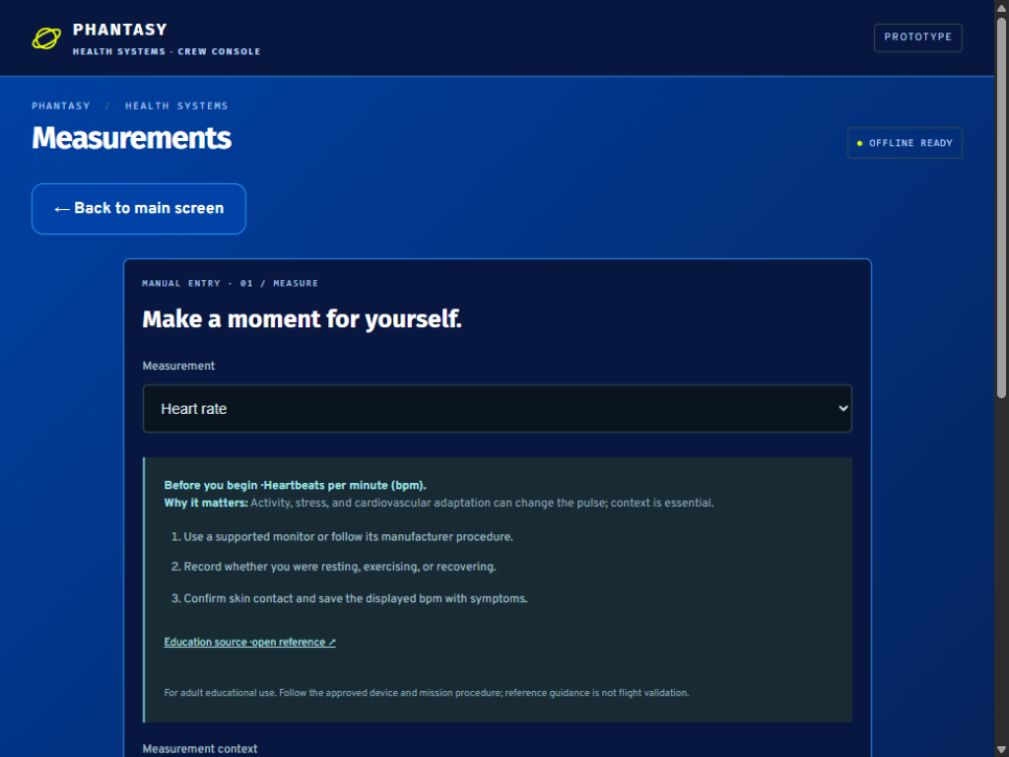 PHANTASY
HEALTH SYSTEMS · CREW CONSOLE
PROTOTYPE
PHANTASY / HEALTH SYSTEMS
Measurements
OFFLINE READY
← Back to main screen
MANUAL ENTRY · 01 / MEASURE
Make a moment for yourself.
Measurement
Heart rate
Before you begin ·Heartbeats per minute (bpm).
Why it matters: Activity, stress, and cardiovascular adaptation can change the pulse; context is essential.
1. Use a supported monitor or follow its manufacturer procedure.
2. Record whether you were resting, exercising, or recovering.
3. Confirm skin contact and save the displayed bpm with symptoms.
Education source ·open reference ↗
For adult educational use. Follow the approved device and mission procedure; reference guidance is not flight validation.
Measurement context